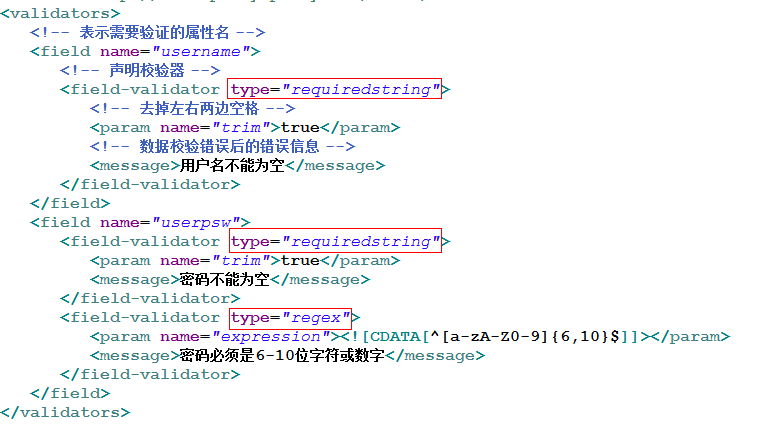 <validators>
<!-- 表示需要验证的属性名 -->
<field name="username">
<!-- 声明校验器 -->
<field-validator type="requiredstring">
<!-- 去掉左右两边空格 -->
<param name="trim">true</param>
<!-- 数据校验错误后的错误信息 -->
<message>用户名不能为空</message>
</field-validator>
</field>
<field name="userpsw">
<field-validator type="requiredstring">
<param name="trim">true</param>
<message>密码不能为空</message>
</field-validator>
<field-validator type="regex">
<param name="expression"><![CDATA[^[a-zA-Z0-9]{6,10}$]]></param>
<message>密码必须是6-10位字符或数字</message>
</field-validator>
</field>
</validators>